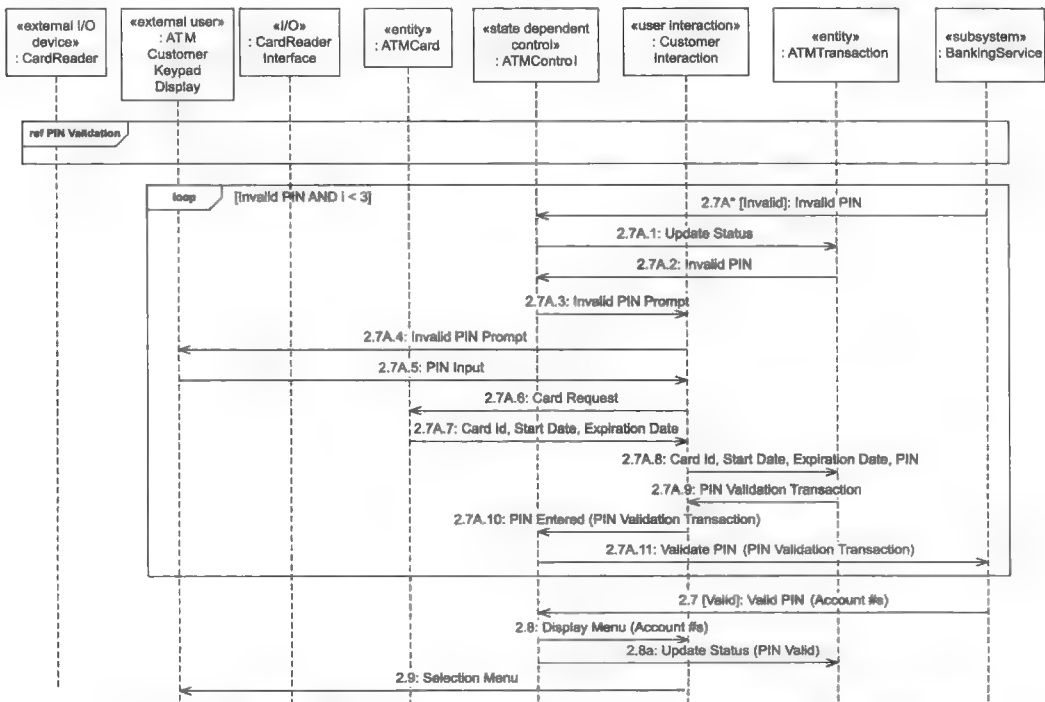 «external I/O
device»
: CardReader
«external user»
: ATM
Customer
Keypad
Display
«I/O»
: CardReader
Interface
«entity»
: ATMCard
«state dependent
control»
: ATMControl
«user interaction»
: Customer
Interaction
«entity»
: ATMTransaction
«subsystem»
: BankingService
ref PIN Validation
loop
[Invalid PIN AND i < 3]
2.7A* [Invalid]: Invalid PIN
2.7A.1: Update Status
2.7A.2: Invalid PIN
2.7A.3: Invalid PIN Prompt
2.7A.4: Invalid PIN Prompt
2.7A.5: PIN Input
2.7A.6: Card Request
2.7A.7: Card Id, Start Date, Expiration Date
2.7A.8: Card Id, Start Date, Expiration Date, PIN
2.7A.9: PIN Validation Transaction
2.7A.10: PIN Entered (PIN Validation Transaction)
2.7A.11: Validate PIN (PIN Validation Transaction)
2.7 [Valid]: Valid PIN (Account #s)
2.8: Display Menu (Account #s)
2.8a: Update Status (PIN Valid)
2.9: Selection Menu